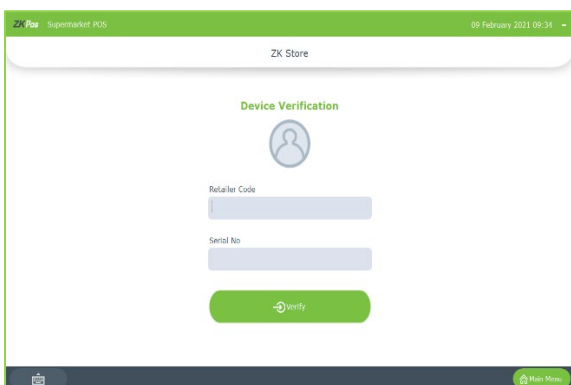 ZKPos Supermarket POS 09 February 2021 09:34
ZK Store
Device Verification
Retailer Code
Serial No
Verify
Main Menu